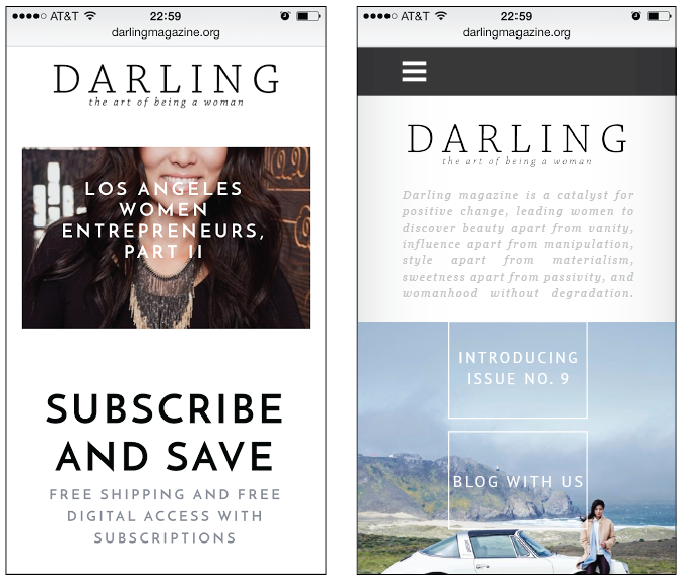 AT&T 22:59
darlingmagazine.org
DARLING
the art of being a woman
LOS ANGELES
WOMEN
ENTREPRENEURS,
PART II
SUBSCRIBE
AND SAVE
FREE SHIPPING AND FREE
DIGITAL ACCESS WITH
SUBSCRIPTIONS
AT&T 22:59
darlingmagazine.org
DARLING
the art of being a woman
Darling magazine is a catalyst for
positive change, leading women to
discover beauty apart from vanity,
influence apart from manipulation,
style apart from materialism,
sweetness apart from passivity, and
womanhood without degradation.
INTRODUCING
ISSUE NO. 9
BLOG WITH US